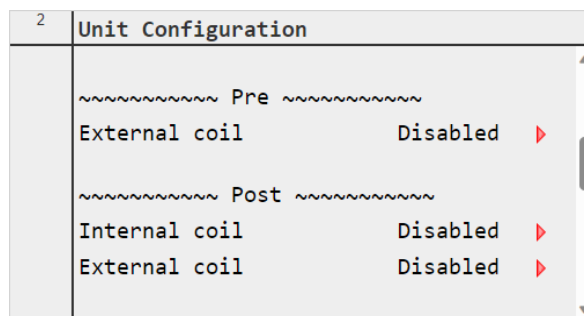 2
Unit Configuration
~~~~~~~~~~~ Pre ~~~~~~~~~~~
External coil Disabled
~~~~~~~~~~~ Post ~~~~~~~~~~~
Internal coil Disabled
External coil Disabled